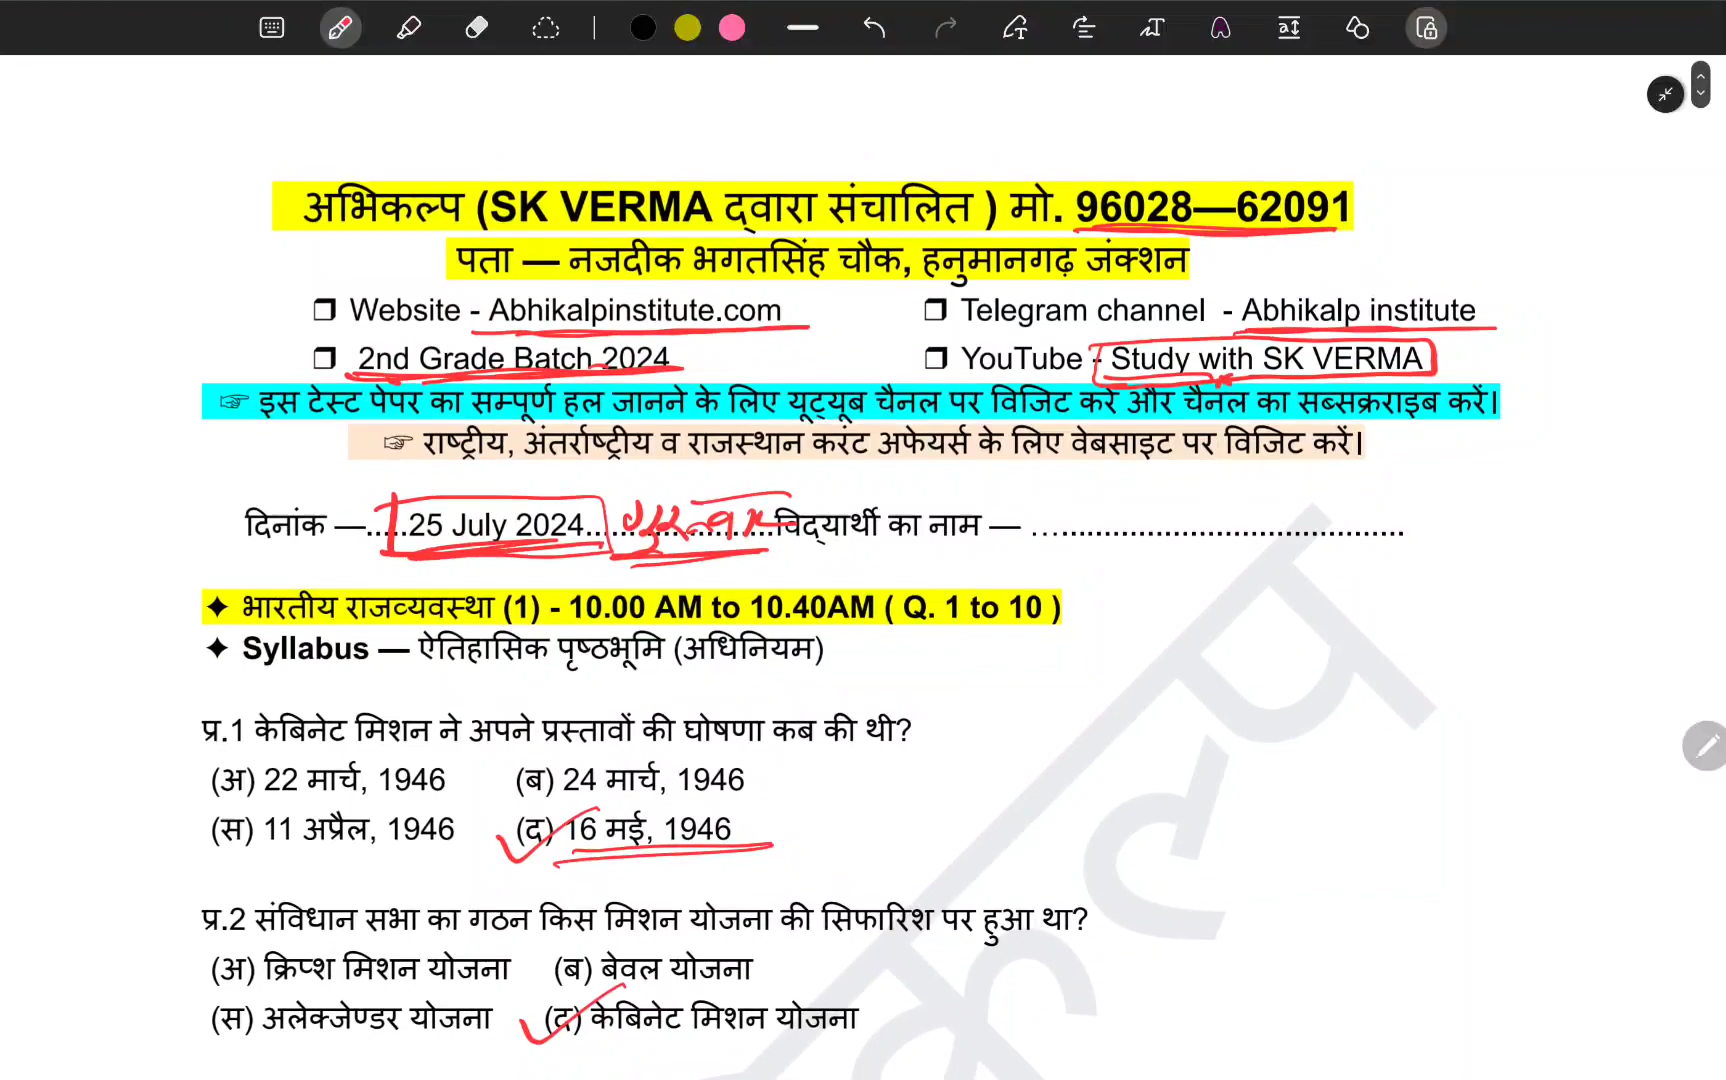 अभिकल्प (SK VERMA द्वारा संचालित ) मो. 96028—62091
पता — नजदीक भगतसिंह चौक, हनुमानगढ़ जंक्शन
❐ Website - Abhikalpinstitute.com ❐ Telegram channel - Abhikalp institute
❐ 2nd Grade Batch 2024 ❐ YouTube - Study with SK VERMA
☞ इस टेस्ट पेपर का सम्पूर्ण हल जानने के लिए यूट्यूब चैनल पर विजिट करे और चैनल का सब्सक्राइब करें।
☞ राष्ट्रीय, अंतर्राष्ट्रीय व राजस्थान करंट अफेयर्स के लिए वेबसाइट पर विजिट करें।
दिनांक —.....25 July 2024..................विद्यार्थी का नाम — ….......................................
✦ भारतीय राजव्यवस्था (1) - 10.00 AM to 10.40AM ( Q. 1 to 10 )
✦ Syllabus — ऐतिहासिक पृष्ठभूमि (अधिनियम)
प्र.1 केबिनेट मिशन ने अपने प्रस्तावों की घोषणा कब की थी?
(अ) 22 मार्च, 1946 (ब) 24 मार्च, 1946
(स) 11 अप्रैल, 1946 (द) 16 मई, 1946
प्र.2 संविधान सभा का गठन किस मिशन योजना की सिफारिश पर हुआ था?
(अ) क्रिप्श मिशन योजना (ब) बेवल योजना
(स) अलेक्जेण्डर योजना (द) केबिनेट मिशन योजना